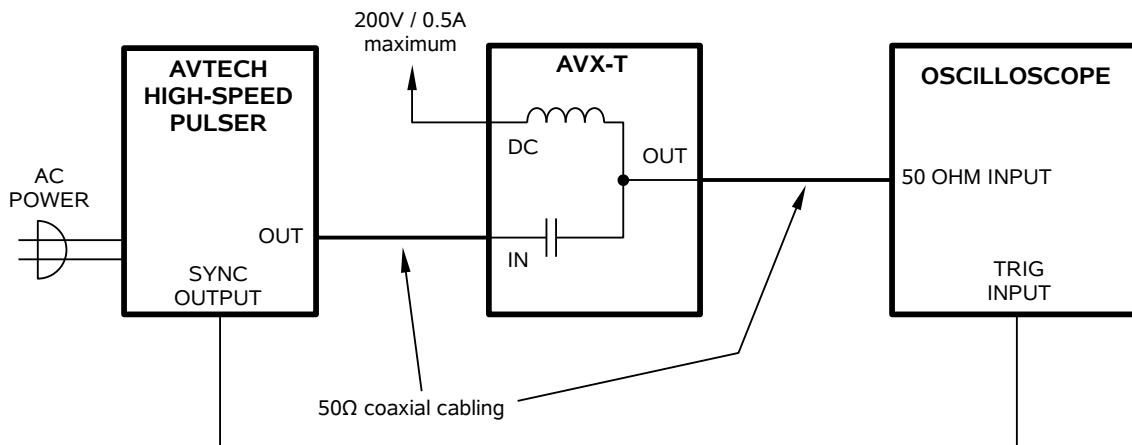 200V / 0.5A
maximum
AVTECH
HIGH-SPEED
PULSER
AC
POWER
OUT
SYNC
OUTPUT
AVX-T
DC
OUT
IN
OSCILLOSCOPE
50 OHM INPUT
TRIG
INPUT
50Ω coaxial cabling